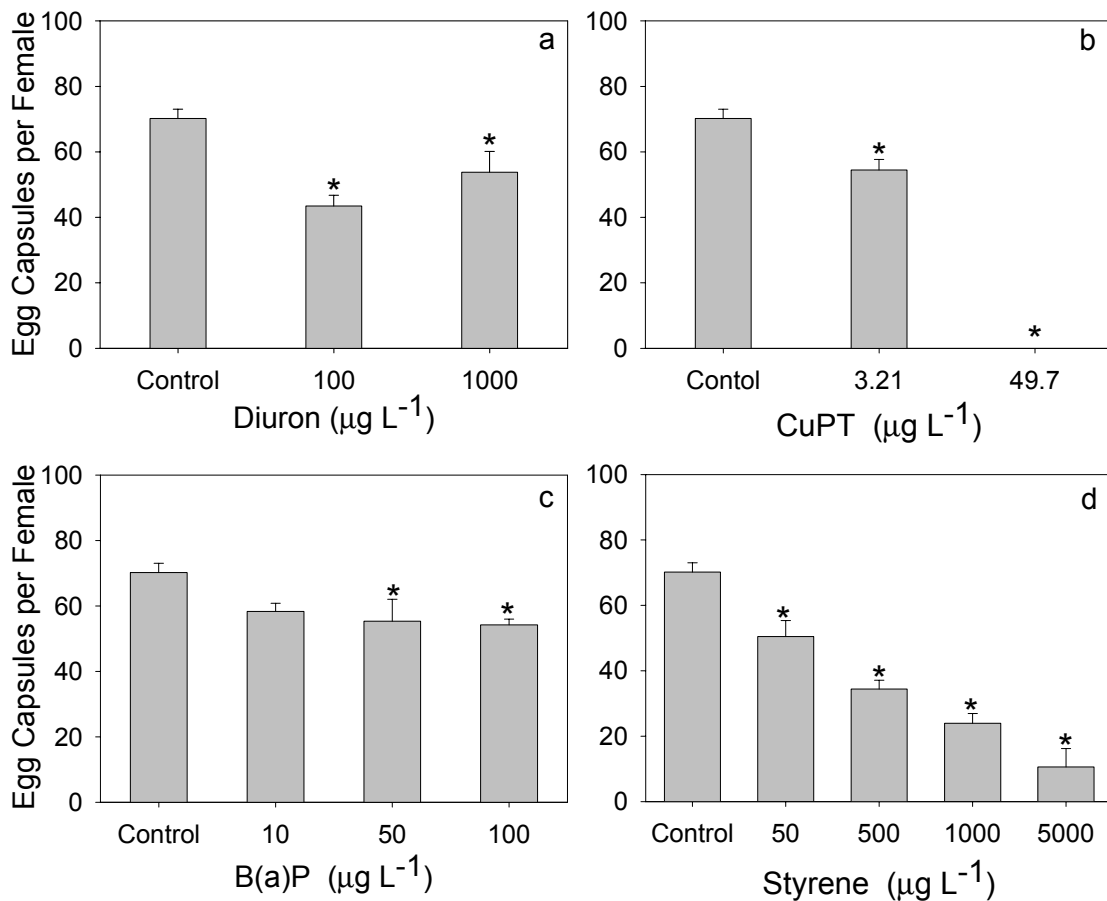 Egg Capsules per Female
100
80
60
40
20
0
a
*
*
Control 100 1000
Diuron (µg L-1)
100
80
60
40
20
0
b
*
*
Contol 3.21 49.7
CuPT (µg L-1)
Egg Capsules per Female
100
80
60
40
20
0
c
*
*
Control 10 50 100
B(a)P (µg L-1)
100
80
60
40
20
0
d
*
*
*
*
Control 50 500 1000 5000
Styrene (µg L-1)